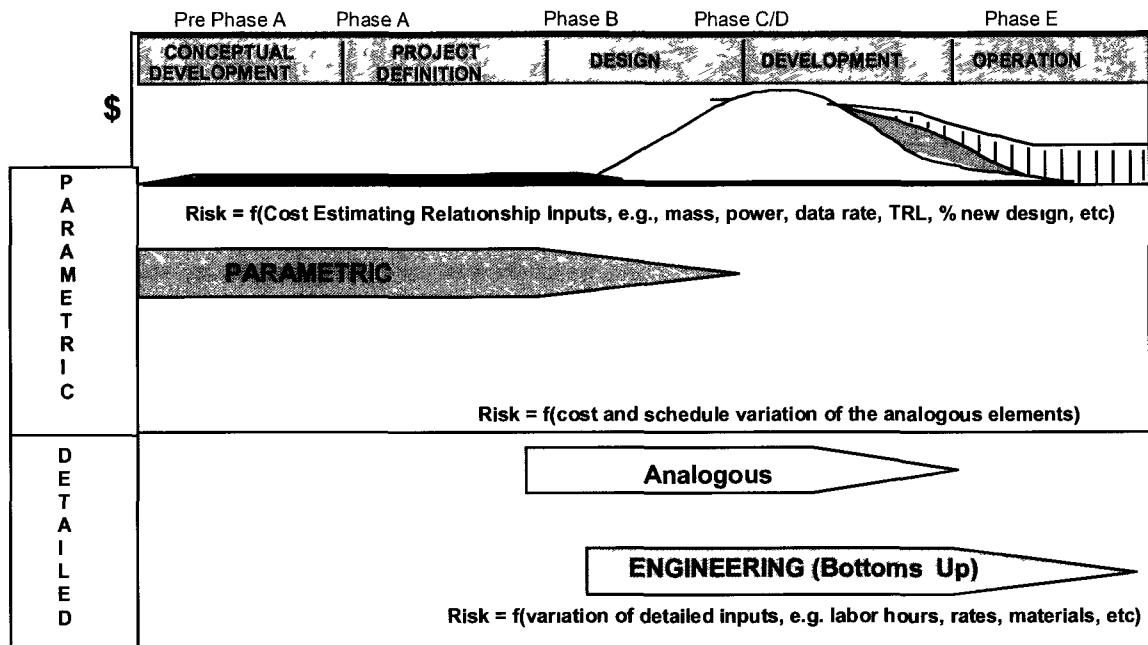 Pre Phase A Phase A Phase B Phase C/D Phase E
CONCEPTUAL DEVELOPMENT PROJECT DEFINITION DESIGN DEVELOPMENT OPERATION
$
PARAMETRIC
Risk = f(Cost Estimating Relationship Inputs, e.g., mass, power, data rate, TRL, % new design, etc)
PARAMETRIC
Risk = f(cost and schedule variation of the analogous elements)
DETAILED
Analogous
ENGINEERING (Bottoms Up)
Risk = f(variation of detailed inputs, e.g. labor hours, rates, materials, etc)